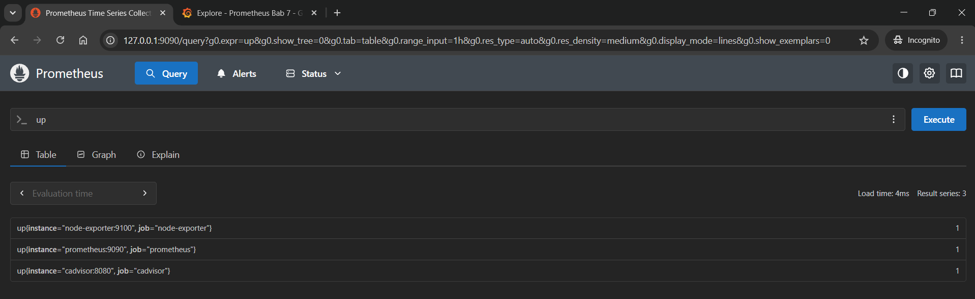 Prometheus Time Series Collect
Explore - Prometheus Bab 7 - G
127.0.0.1:9090/query?g0.expr=up&g0.show_tree=0&g0.tab=table&g0.range_input=1h&g0.res_type=auto&g0.res_density=medium&g0.display_mode=lines&g0.show_exemplars=0
Incognito
Prometheus
Query
Alerts
Status
>_ up
Execute
Table
Graph
Explain
Evaluation time
Load time: 4ms Result series: 3
up{instance="node-exporter:9100", job="node-exporter"} 1
up{instance="prometheus:9090", job="prometheus"} 1
up{instance="cadvisor:8080", job="cadvisor"} 1